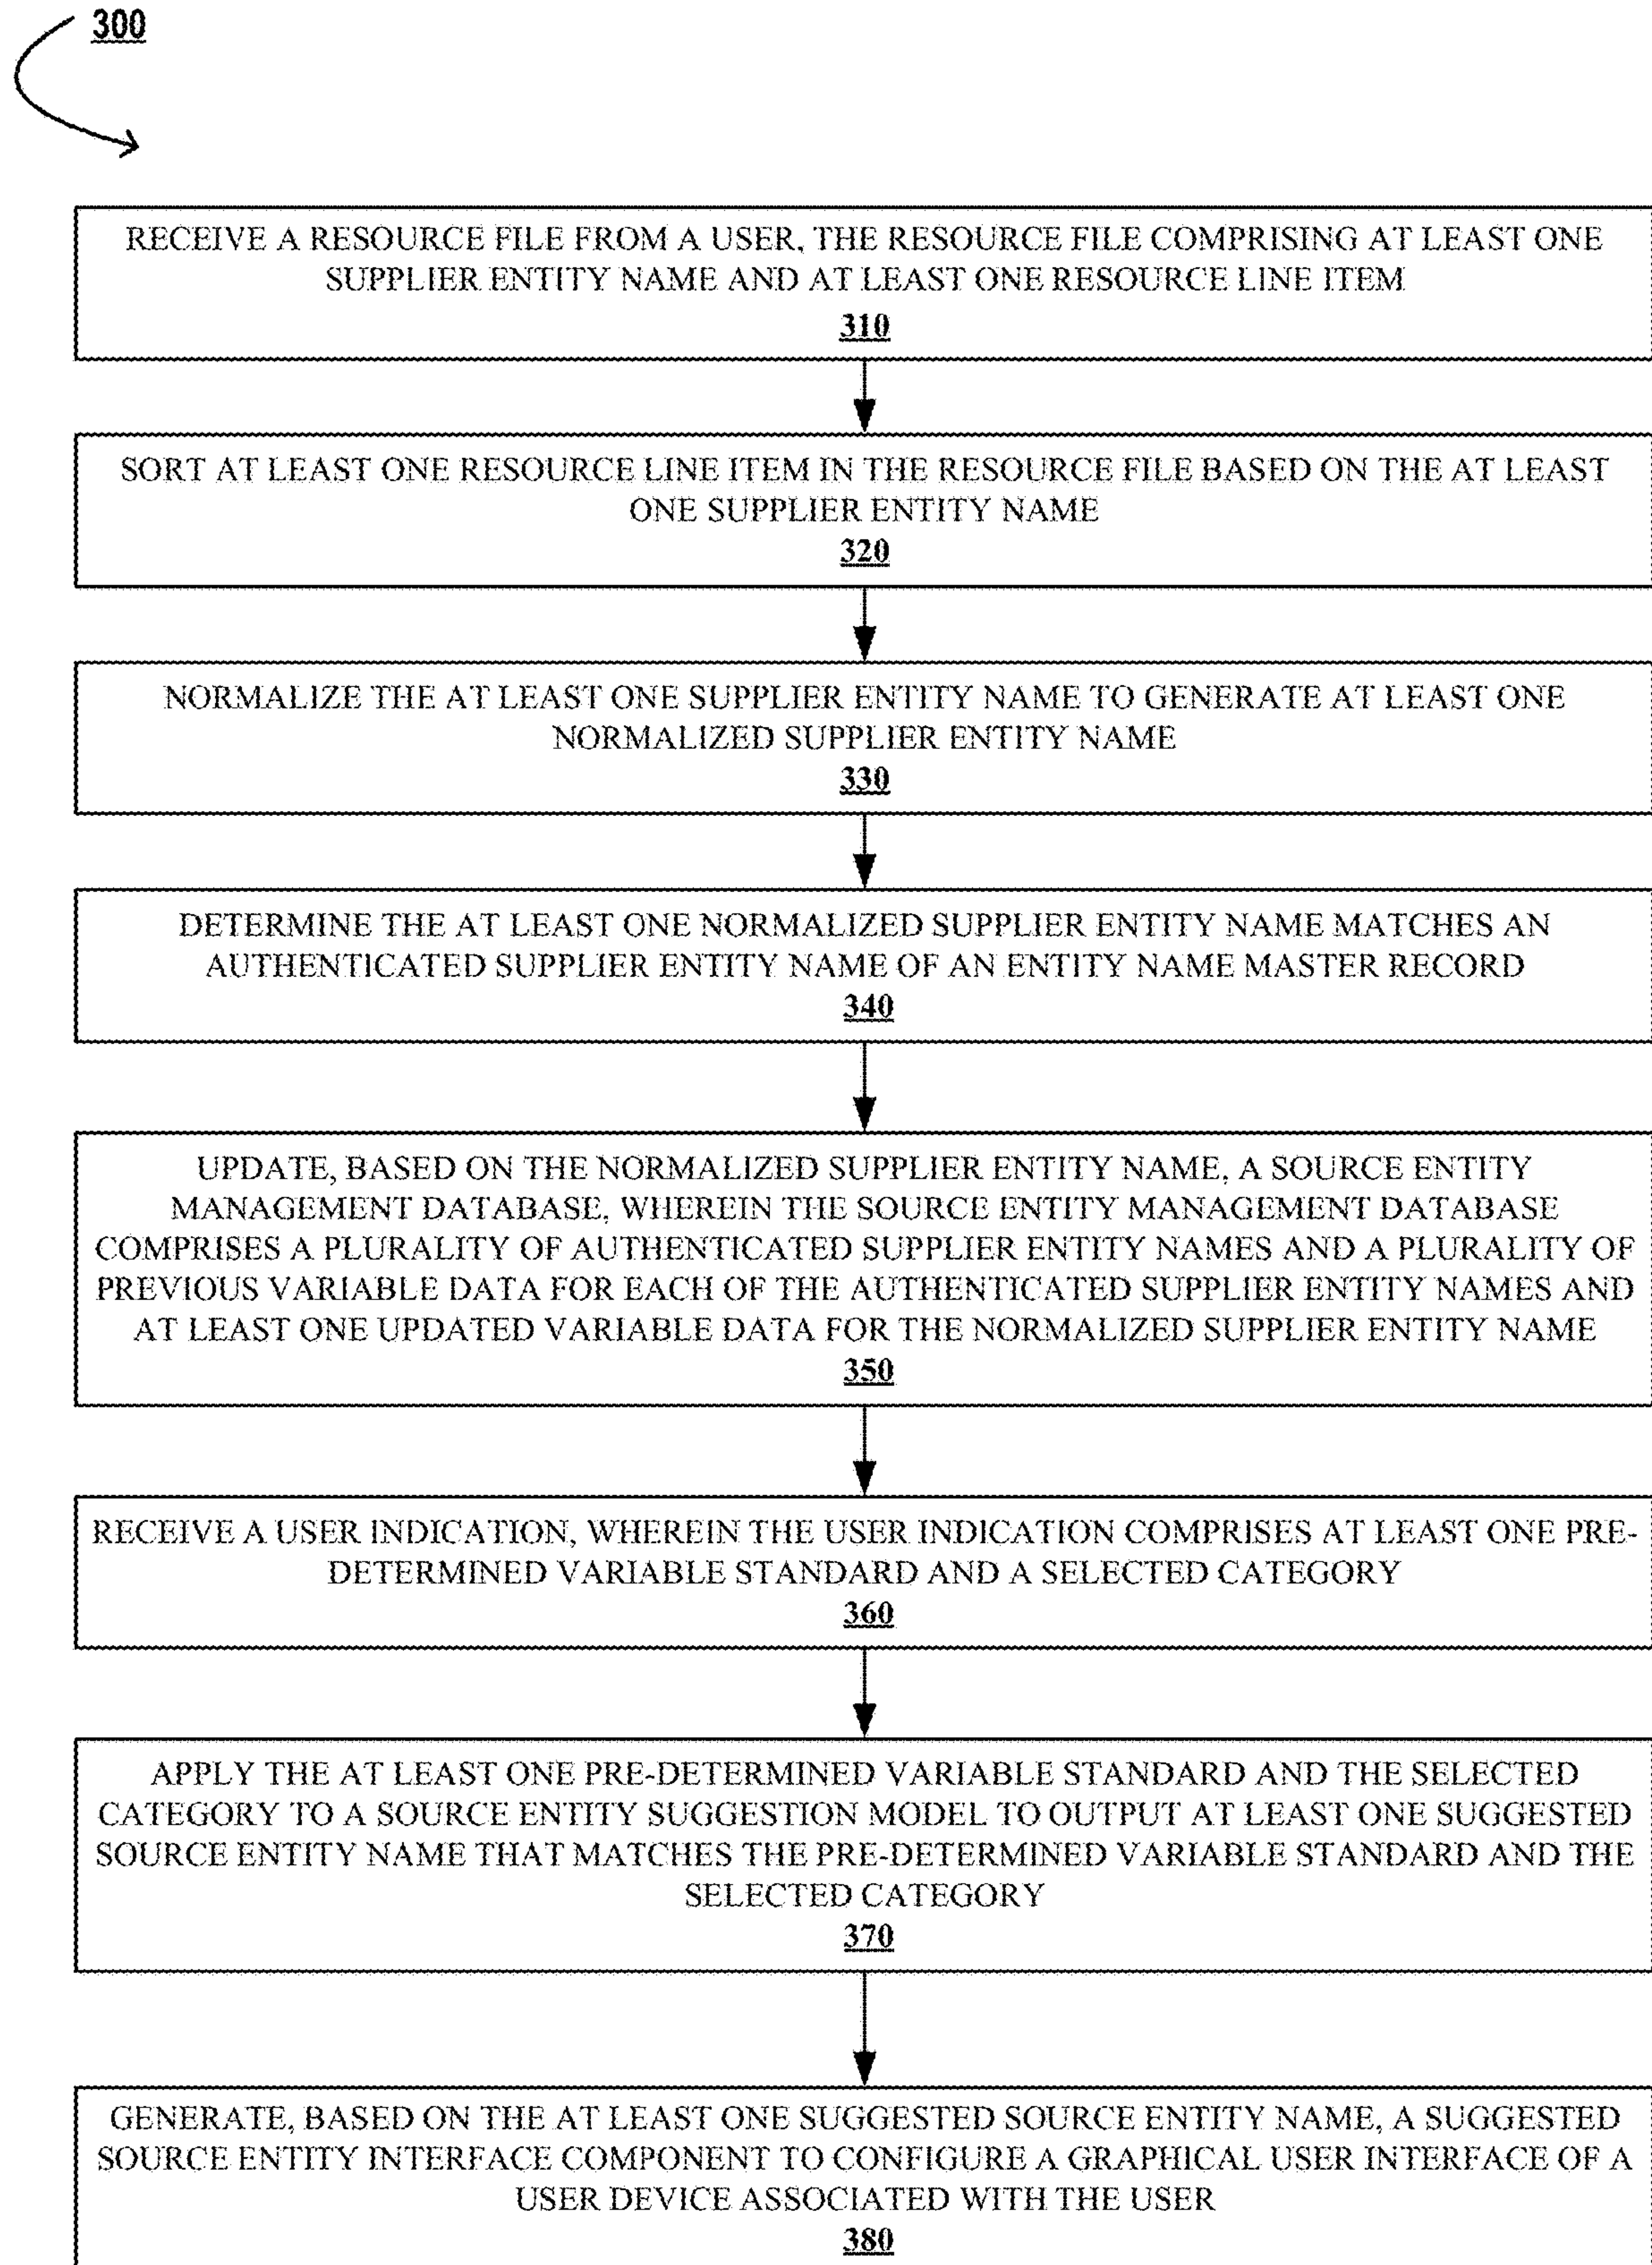 300
RECEIVE A RESOURCE FILE FROM A USER, THE RESOURCE FILE COMPRISING AT LEAST ONE
SUPPLIER ENTITY NAME AND AT LEAST ONE RESOURCE LINE ITEM
310
SORT AT LEAST ONE RESOURCE LINE ITEM IN THE RESOURCE FILE BASED ON THE AT LEAST
ONE SUPPLIER ENTITY NAME
320
NORMALIZE THE AT LEAST ONE SUPPLIER ENTITY NAME TO GENERATE AT LEAST ONE
NORMALIZED SUPPLIER ENTITY NAME
330
DETERMINE THE AT LEAST ONE NORMALIZED SUPPLIER ENTITY NAME MATCHES AN
AUTHENTICATED SUPPLIER ENTITY NAME OF AN ENTITY NAME MASTER RECORD
340
UPDATE, BASED ON THE NORMALIZED SUPPLIER ENTITY NAME, A SOURCE ENTITY
MANAGEMENT DATABASE, WHEREIN THE SOURCE ENTITY MANAGEMENT DATABASE
COMPRISES A PLURALITY OF AUTHENTICATED SUPPLIER ENTITY NAMES AND A PLURALITY OF
PREVIOUS VARIABLE DATA FOR EACH OF THE AUTHENTICATED SUPPLIER ENTITY NAMES AND
AT LEAST ONE UPDATED VARIABLE DATA FOR THE NORMALIZED SUPPLIER ENTITY NAME
350
RECEIVE A USER INDICATION, WHEREIN THE USER INDICATION COMPRISES AT LEAST ONE PRE-
DETERMINED VARIABLE STANDARD AND A SELECTED CATEGORY
360
APPLY THE AT LEAST ONE PRE-DETERMINED VARIABLE STANDARD AND THE SELECTED
CATEGORY TO A SOURCE ENTITY SUGGESTION MODEL TO OUTPUT AT LEAST ONE SUGGESTED
SOURCE ENTITY NAME THAT MATCHES THE PRE-DETERMINED VARIABLE STANDARD AND THE
SELECTED CATEGORY
370
GENERATE, BASED ON THE AT LEAST ONE SUGGESTED SOURCE ENTITY NAME, A SUGGESTED
SOURCE ENTITY INTERFACE COMPONENT TO CONFIGURE A GRAPHICAL USER INTERFACE OF A
USER DEVICE ASSOCIATED WITH THE USER
380